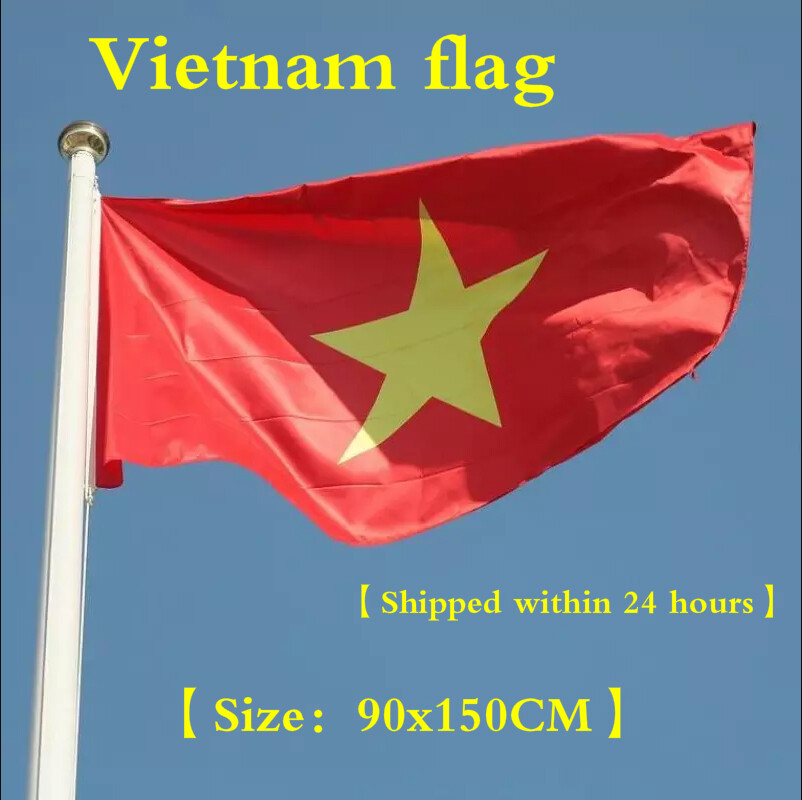 Vietnam flag
【Shipped within 24 hours】
【Size：90x150CM】